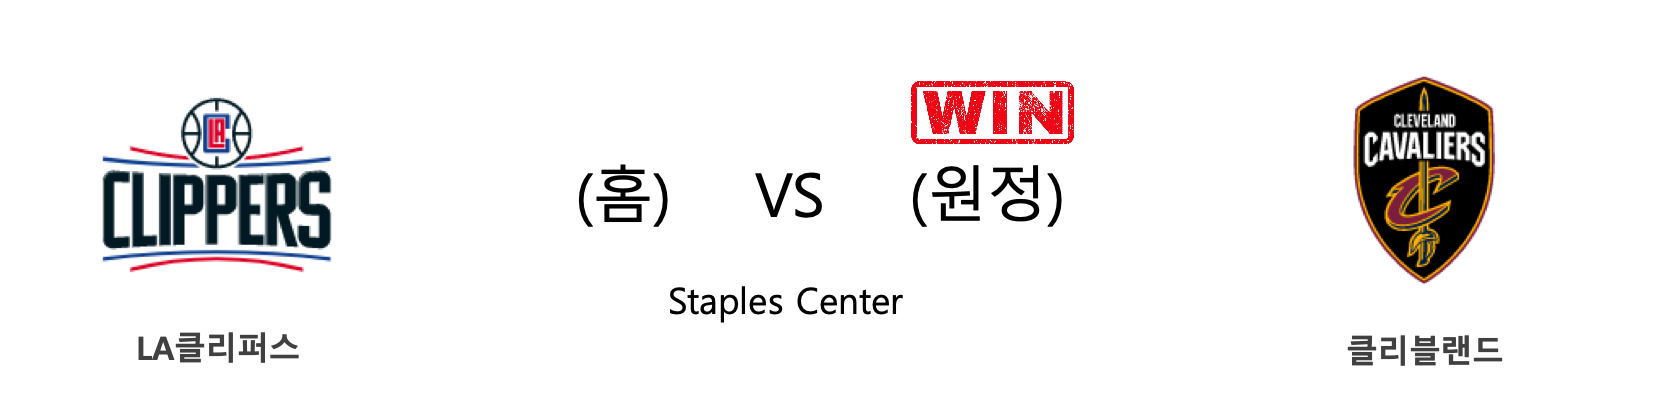 WIN
CLEVELAND
CAVALIERS
C
LA
CLIPPERS
(홈) VS (원정)
Staples Center
LA클리퍼스
클리블랜드